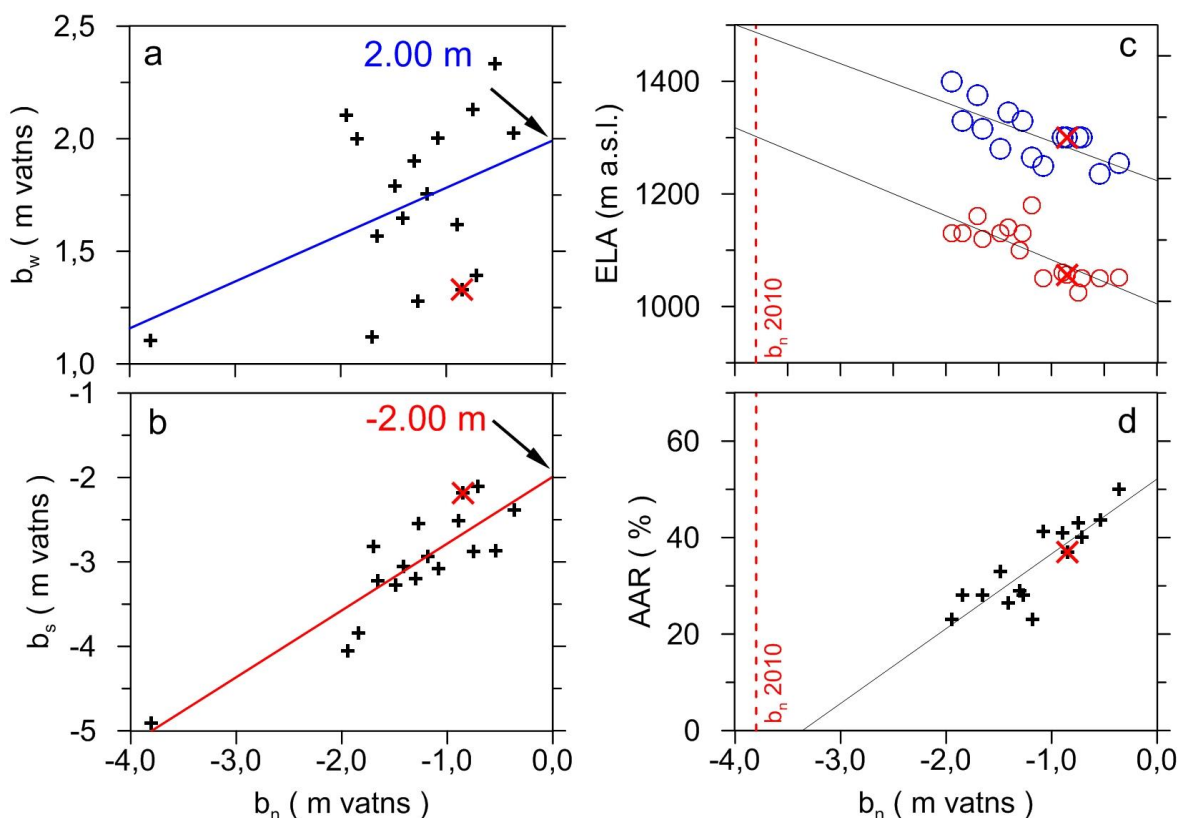 a
2.00 m
2,5
2,0
1,5
1,0
b_w ( m vatns)
b
-2.00 m
-1
-2
-3
-4
-5
b_s ( m vatns)
-4,0 -3,0 -2,0 -1,0 0,0
b_n ( m vatns)
c
1400
1200
1000
ELA (m a.s.l.)
b_n 2010
d
60
40
20
0
AAR ( % )
b_n 2010
-4,0 -3,0 -2,0 -1,0 0,0
b_n ( m vatns)